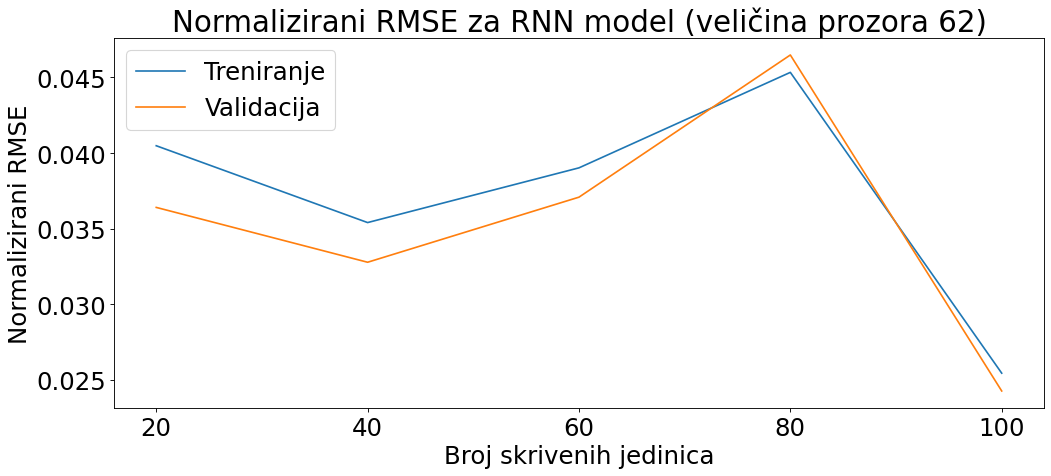 Normalizirani RMSE za RNN model (veličina prozora 62)
Treniranje
Validacija
Normalizirani RMSE
0.045
0.040
0.035
0.030
0.025
20 40 60 80 100
Broj skrivenih jedinica